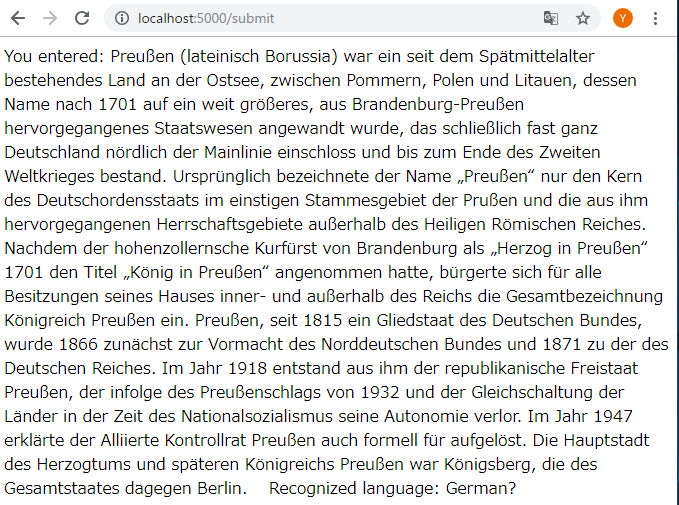 localhost:5000/submit
Y
You entered: Preußen (lateinisch Borussia) war ein seit dem Spätmittelalter
bestehendes Land an der Ostsee, zwischen Pommern, Polen und Litauen, dessen
Name nach 1701 auf ein weit größeres, aus Brandenburg-Preußen
hervorgegangenes Staatswesen angewandt wurde, das schließlich fast ganz
Deutschland nördlich der Mainlinie einschloss und bis zum Ende des Zweiten
Weltkrieges bestand. Ursprünglich bezeichnete der Name „Preußen“ nur den Kern
des Deutschordensstaats im einstigen Stammesgebiet der Prußen und die aus ihm
hervorgegangenen Herrschaftsgebiete außerhalb des Heiligen Römischen Reiches.
Nachdem der hohenzollernsche Kurfürst von Brandenburg als „Herzog in Preußen“
1701 den Titel „König in Preußen“ angenommen hatte, bürgerte sich für alle
Besitzungen seines Hauses inner- und außerhalb des Reichs die Gesamtbezeichnung
Königreich Preußen ein. Preußen, seit 1815 ein Gliedstaat des Deutschen Bundes,
wurde 1866 zunächst zur Vormacht des Norddeutschen Bundes und 1871 zu der des
Deutschen Reiches. Im Jahr 1918 entstand aus ihm der republikanische Freistaat
Preußen, der infolge des Preußenschlags von 1932 und der Gleichschaltung der
Länder in der Zeit des Nationalsozialismus seine Autonomie verlor. Im Jahr 1947
erklärte der Alliierte Kontrollrat Preußen auch formell für aufgelöst. Die Hauptstadt
des Herzogtums und späteren Königreichs Preußen war Königsberg, die des
Gesamtstaates dagegen Berlin. Recognized language: German?